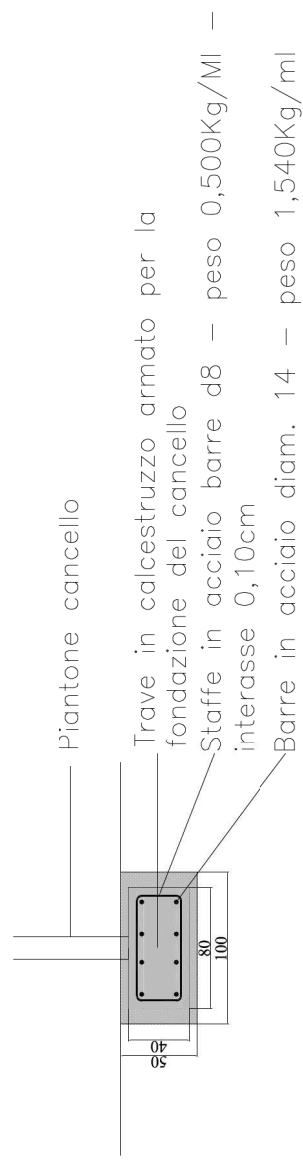 Piantone cancello
Trave in calcestruzzo armato per la
fondazione del cancello
Staffe in acciaio barre d8 – peso 0,500Kg/Ml –
interasse 0,10cm
Barre in acciaio diam. 14 – peso 1,540Kg/ml
50
40
80
100